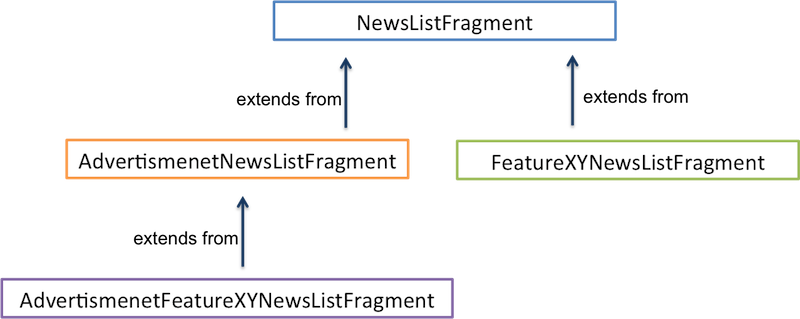 NewsListFragment
extends from
extends from
AdvertismenetNewsListFragment
FeatureXYNewsListFragment
extends from
AdvertismenetFeatureXYNewsListFragment